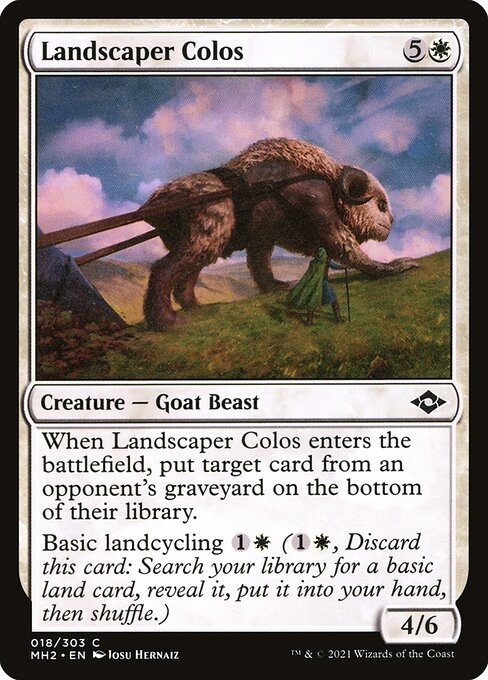 Landscaper Colos 5
Creature — Goat Beast
When Landscaper Colos enters the
battlefield, put target card from an
opponent's graveyard on the bottom
of their library.
Basic landcycling 1 (1, Discard
this card: Search your library for a basic
land card, reveal it, put it into your hand,
then shuffle.)
4/6
018/303 C
MH2 • EN Josu Hernaiz
™ & © 2021 Wizards of the Coast